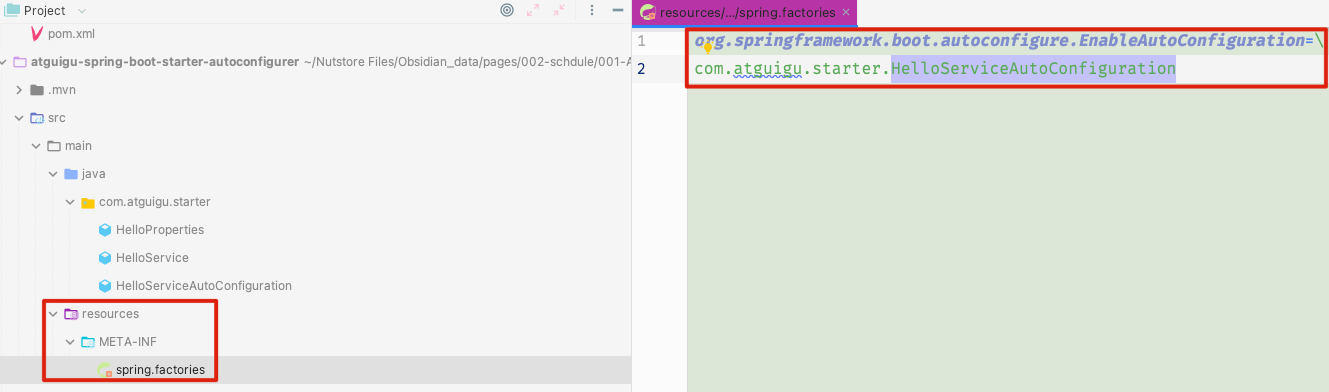 Project
pom.xml
atguigu-spring-boot-starter-autoconfigurer ~/Nutstore Files/Obsidian_data/pages/002-schdule/001-A
.mvn
src
main
java
com.atguigu.starter
HelloProperties
HelloService
HelloServiceAutoConfiguration
resources
META-INF
spring.factories
resources/.../spring.factories
1 org.springframework.boot.autoconfigure.EnableAutoConfiguration=\
2 com.atguigu.starter.HelloServiceAutoConfiguration